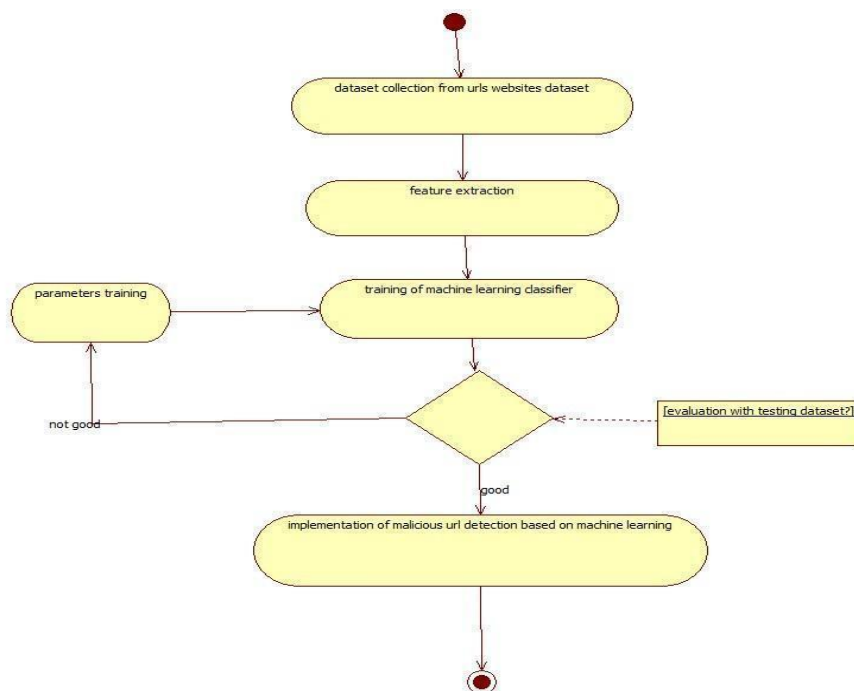 dataset collection from urls websites dataset
feature extraction
parameters training
training of machine learning classifier
[evaluation with testing dataset?]
not good
good
implementation of malicious url detection based on machine learning